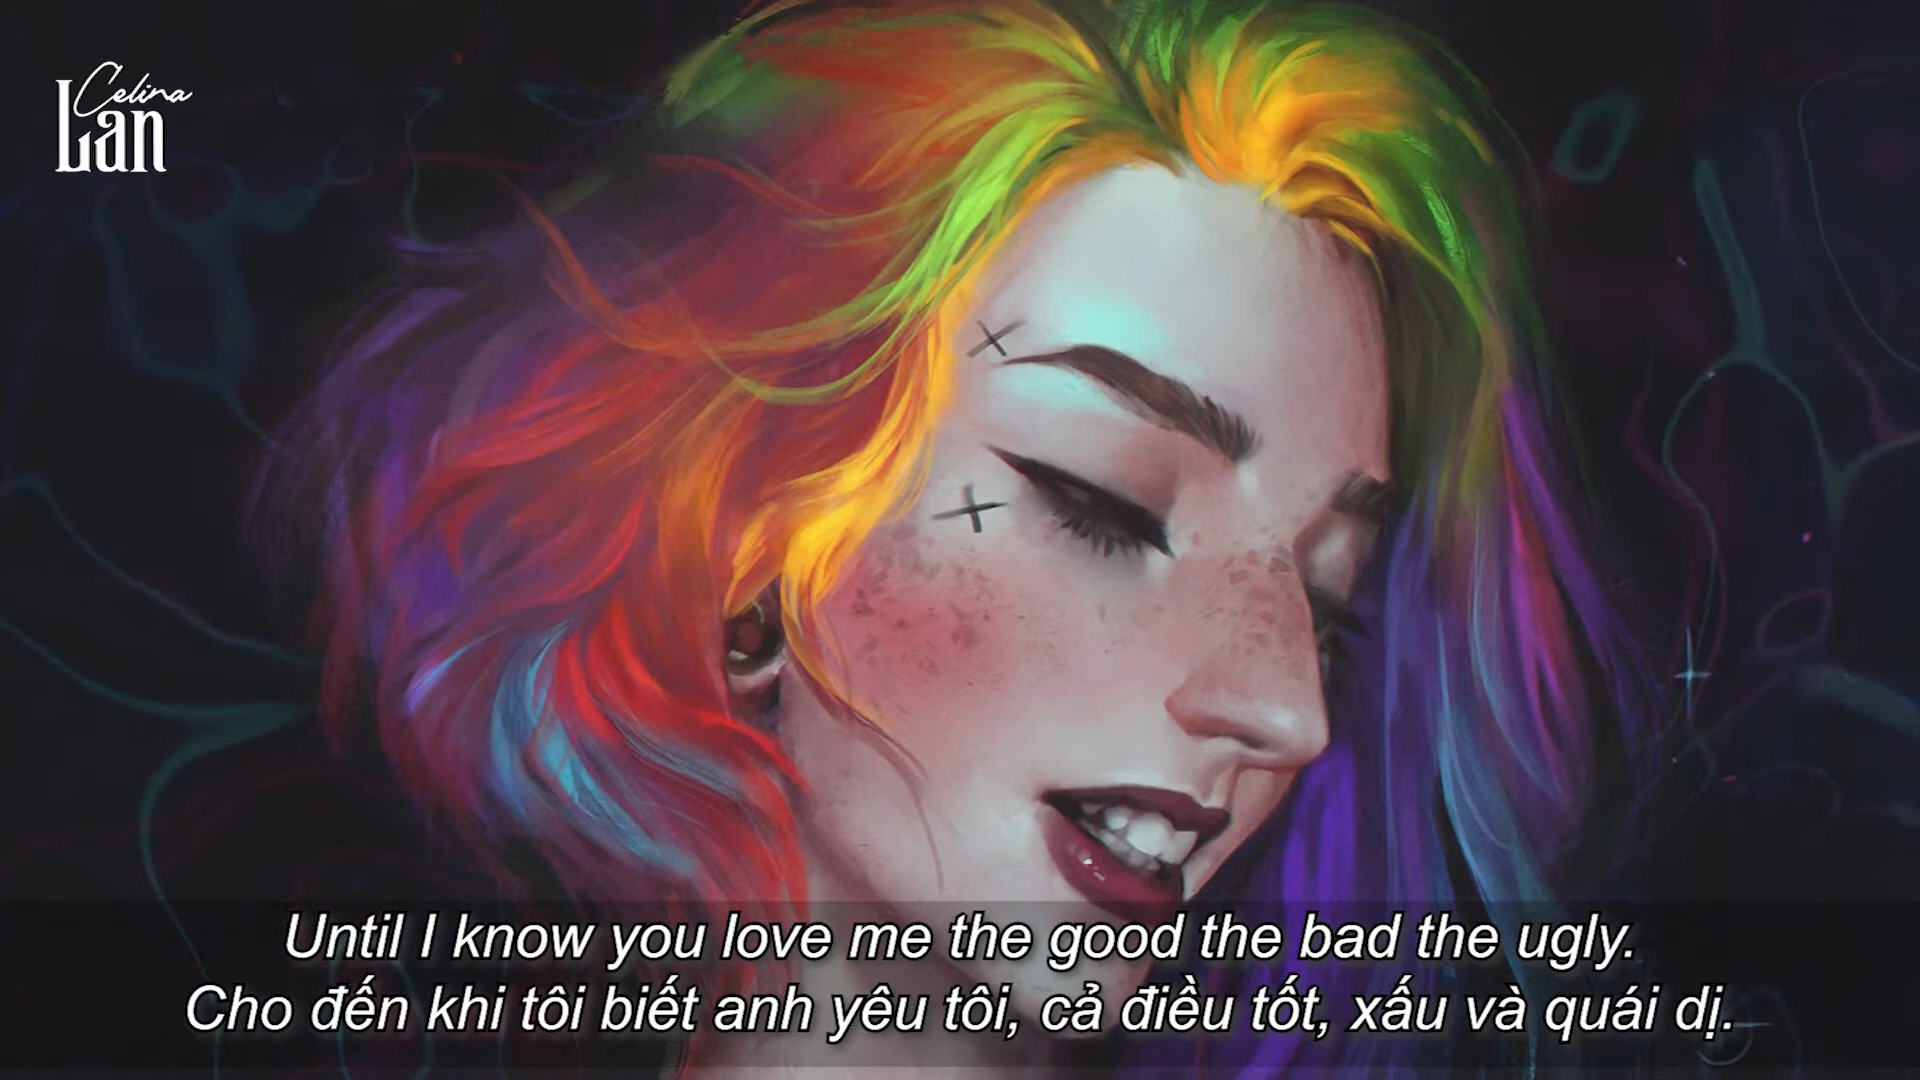 Celina
Lan
Until I know you love me the good the bad the ugly.
Cho đến khi tôi biết anh yêu tôi, cả điều tốt, xấu và quái dị.